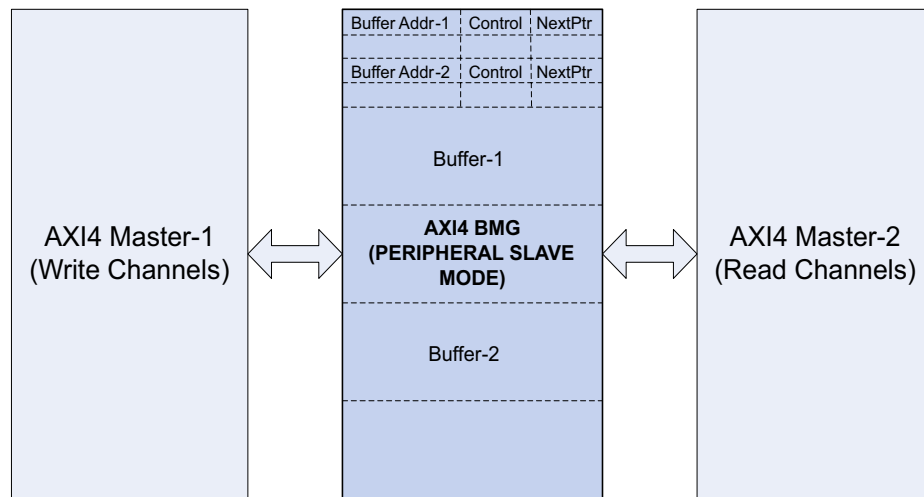 Buffer Addr-1 Control NextPtr
Buffer Addr-2 Control NextPtr
Buffer-1
AXI4 Master-1
(Write Channels)
AXI4 BMG
(PERIPHERAL SLAVE
MODE)
AXI4 Master-2
(Read Channels)
Buffer-2